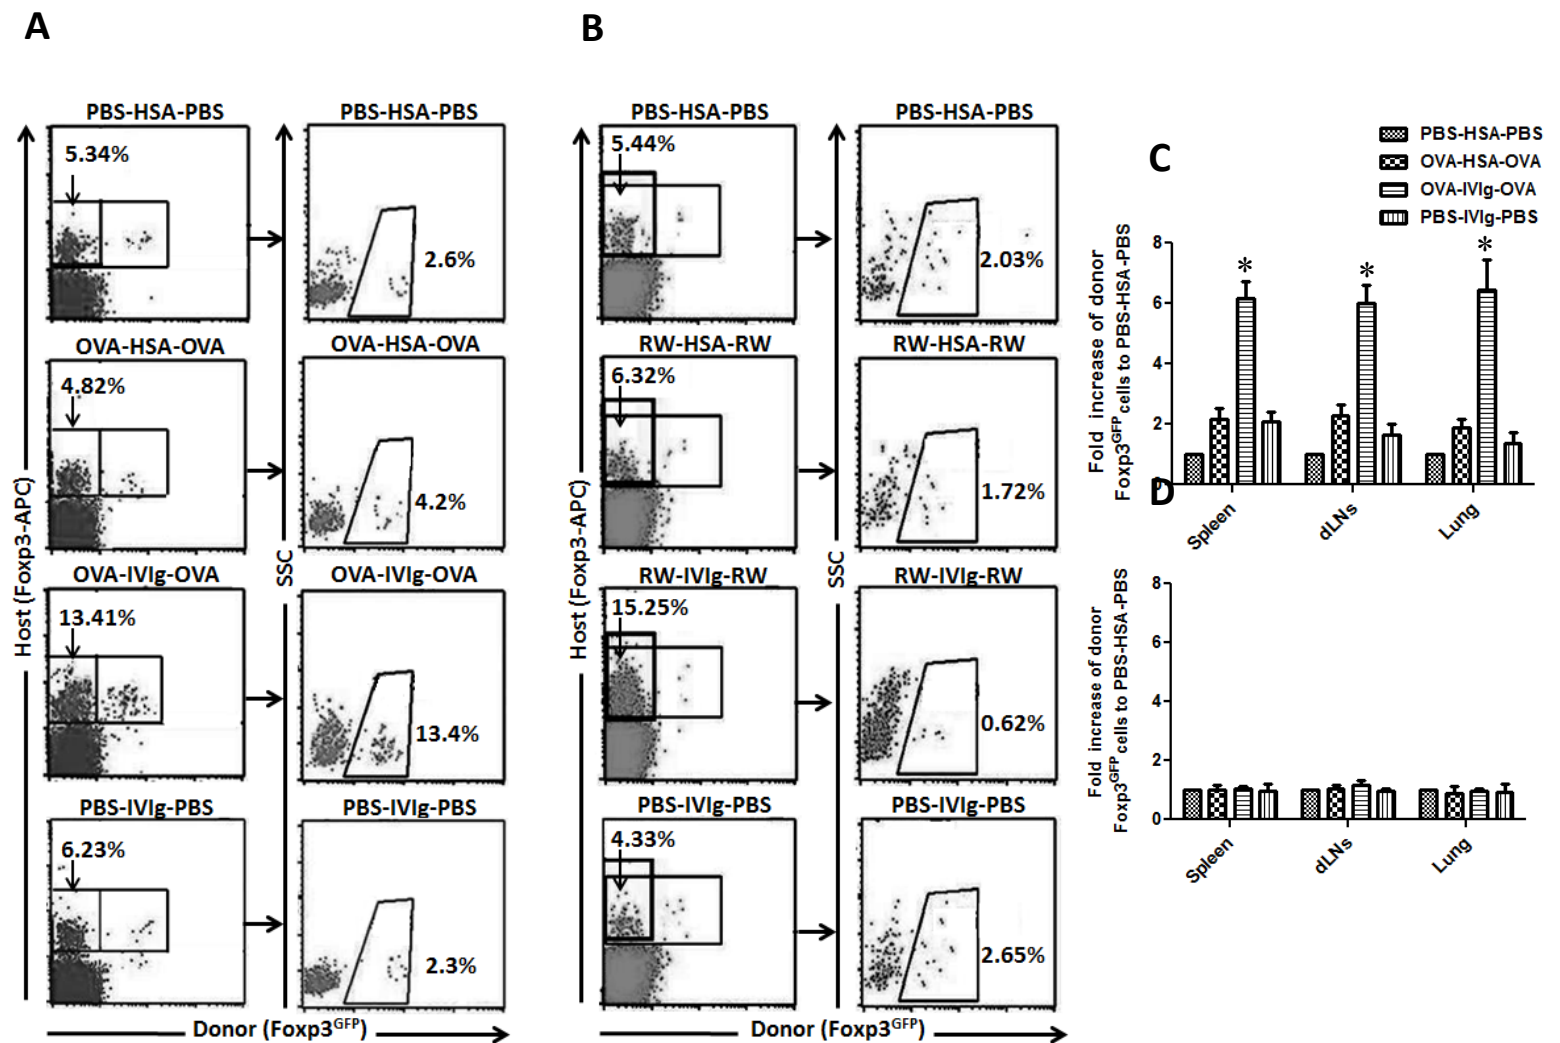 A
B
PBS-HSA-PBS
PBS-HSA-PBS
5.34%
2.6%
OVA-HSA-OVA
OVA-HSA-OVA
4.82%
4.2%
OVA-IVIg-OVA
OVA-IVIg-OVA
13.41%
13.4%
PBS-IVIg-PBS
PBS-IVIg-PBS
6.23%
2.3%
Host (Foxp3-APC)
SSC
Donor (Foxp3GFP)
PBS-HSA-PBS
PBS-HSA-PBS
5.44%
2.03%
RW-HSA-RW
RW-HSA-RW
6.32%
1.72%
RW-IVIg-RW
RW-IVIg-RW
15.25%
0.62%
PBS-IVIg-PBS
PBS-IVIg-PBS
4.33%
2.65%
Host (Foxp3-APC)
SSC
Donor (Foxp3GFP)
C
PBS-HSA-PBS
OVA-HSA-OVA
OVA-IVIg-OVA
PBS-IVIg-PBS
Fold increase of donor
Foxp3GFP cells to PBS-HSA-PBS
8
6
4
2
0
* * *
Spleen
dLNs
Lung
D
Fold increase of donor
Foxp3GFP cells to PBS-HSA-PBS
8
6
4
2
0
Spleen
dLNs
Lung